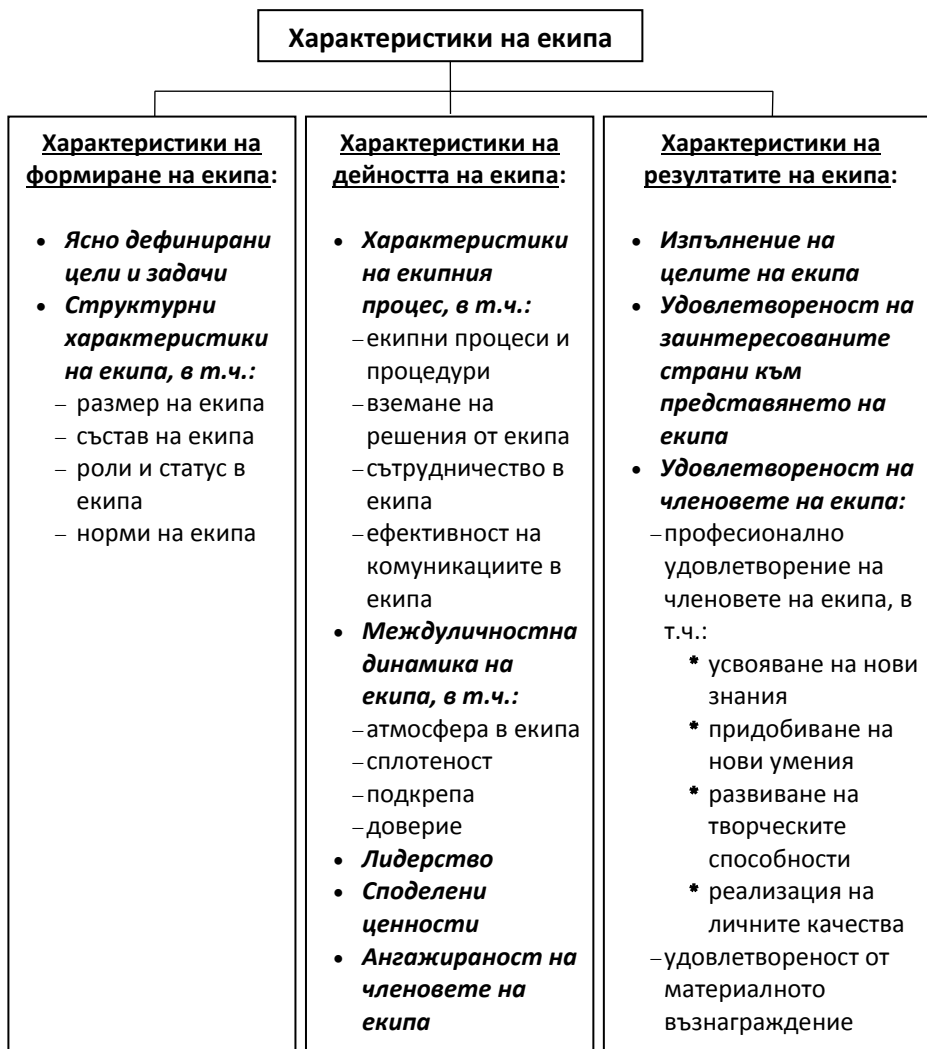 Характеристики на екипа
Характеристики на
формиране на екипа:
• Ясно дефинирани
цели и задачи
• Структурни
характеристики
на екипа, в т.ч.:
– размер на екипа
– състав на екипа
– роли и статус в
екипа
– норми на екипа
Характеристики на
дейността на екипа:
• Характеристики
на екипния
процес, в т.ч.:
– екипни процеси и
процедури
– вземане на
решения от екипа
– сътрудничество в
екипа
– ефективност на
комуникациите в
екипа
• Междуличностна
динамика на
екипа, в т.ч.:
– атмосфера в екипа
– сплотеност
– подкрепа
– доверие
• Лидерство
• Споделени
ценности
• Ангажираност на
членовете на
екипа
Характеристики на
резултатите на екипа:
• Изпълнение на
целите на екипа
• Удовлетвореност на
заинтересованите
страни към
представянето на
екипа
• Удовлетвореност на
членовете на екипа:
– професионално
удовлетворение на
членовете на екипа, в
т.ч.:
* усвояване на нови
знания
* придобиване на
нови умения
* развиване на
творческите
способности
* реализация на
личните качества
– удовлетвореност от
материалното
възнаграждение